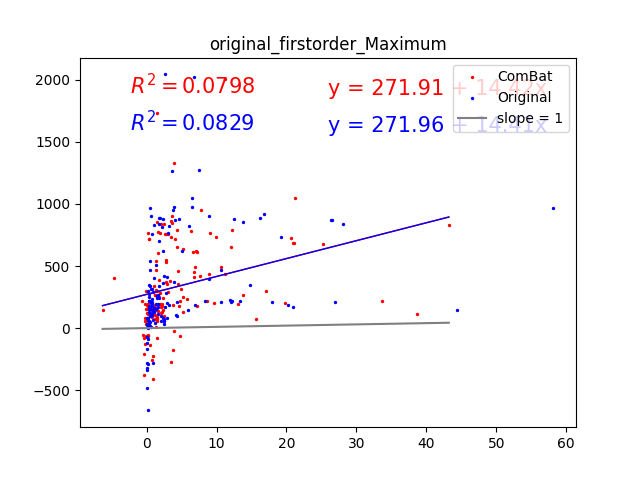 original_firstorder_Maximum
R² = 0.0798 y = 271.91 + 14.42x
R² = 0.0829 y = 271.96 + 14.41x
ComBat
Original
slope = 1
2000
1500
1000
500
0
−500
0 10 20 30 40 50 60